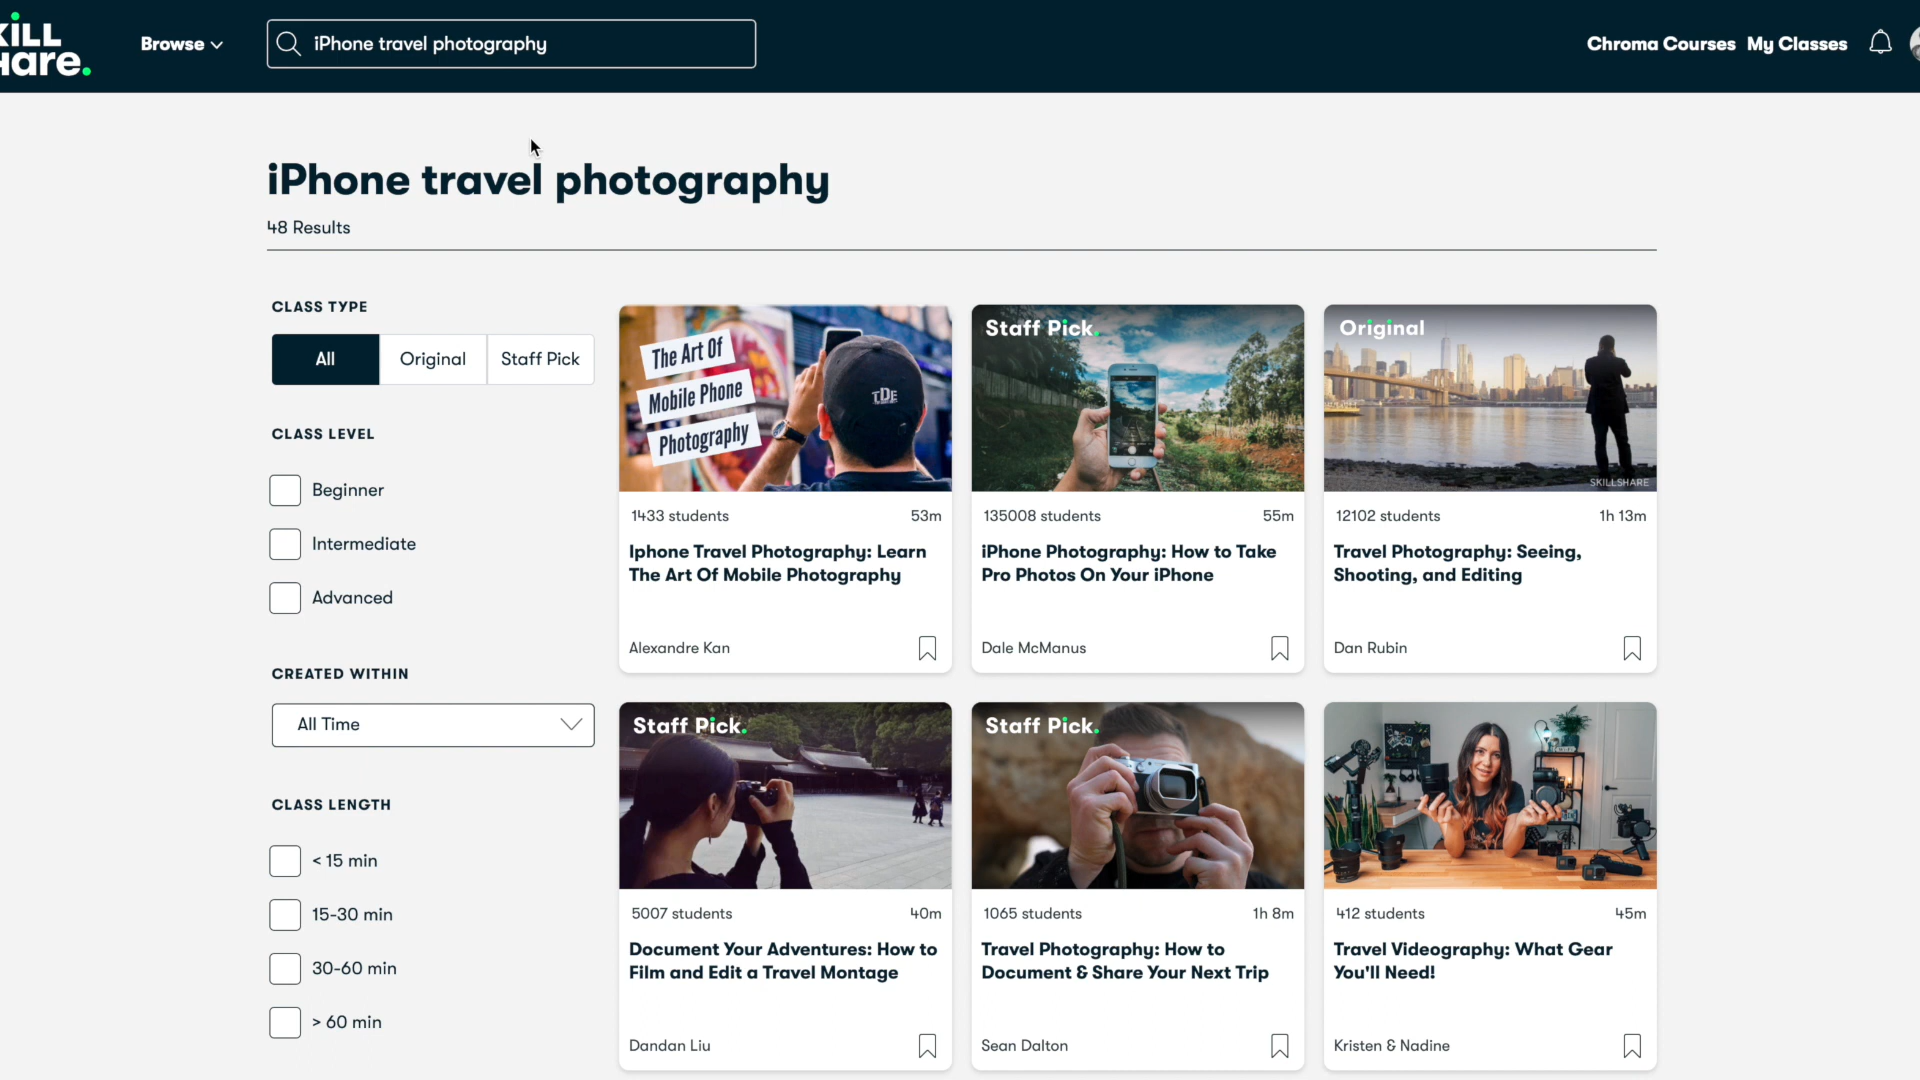 KILL
Hare.
Browse
iPhone travel photography
Chroma Courses
My Classes
iPhone travel photography
48 Results
CLASS TYPE
All
Original
Staff Pick
CLASS LEVEL
Beginner
Intermediate
Advanced
CREATED WITHIN
All Time
CLASS LENGTH
< 15 min
15-30 min
30-60 min
> 60 min
The Art Of
Mobile Phone
Photography
TDE
1433 students
53m
Iphone Travel Photography: Learn
The Art Of Mobile Photography
Alexandre Kan
Staff Pick.
135008 students
55m
iPhone Photography: How to Take
Pro Photos On Your iPhone
Dale McManus
Original
SKILLSHARE
12102 students
1h 13m
Travel Photography: Seeing,
Shooting, and Editing
Dan Rubin
Staff Pick.
5007 students
40m
Document Your Adventures: How to
Film and Edit a Travel Montage
Dandan Liu
Staff Pick.
1065 students
1h 8m
Travel Photography: How to
Document & Share Your Next Trip
Sean Dalton
412 students
45m
Travel Videography: What Gear
You'll Need!
Kristen & Nadine